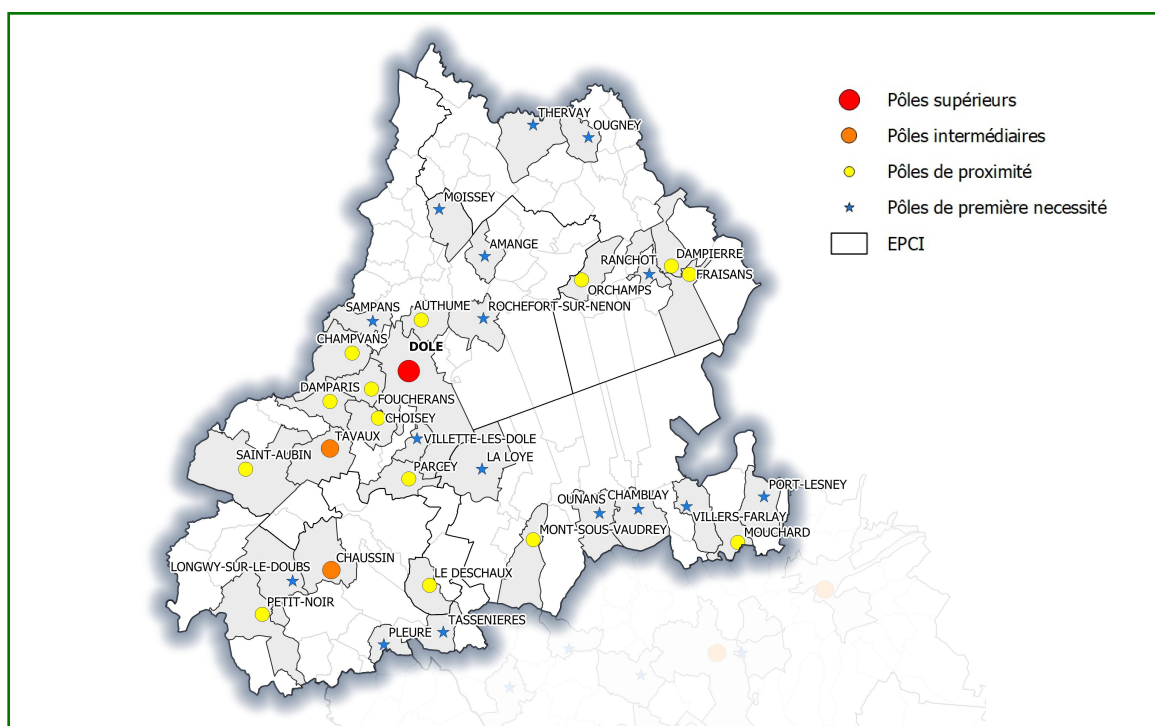 THERVAY
OUGNEY
Pôles supérieurs
Pôles intermédiaires
Pôles de proximité
Pôles de première necessité
EPCI
MOISSEY
AMANGE
RANCHOT
DAMPIERRE
FRAISANS
ORCHAMPS
SAMPANS
AUTHUME
ROCHEFORT-SUR-NENON
CHAMPVANS
DOLE
DAMPARIS
FOUCHERANS
CHOISEY
TAVAUX
VILLETTE-LES-DOLE
SAINT-AUBIN
LA LOYE
PARCEY
OUNANS
CHAMBLAY
PORT-LESNEY
VILLERS-FARLAY
MONT-SOUS-VAUDREY
MOUCHARD
LONGWY-SUR-LE-DOUBS
CHAUSSIN
LE DESCHAUX
PETIT-NOIR
PLEURE
TASSENIERES